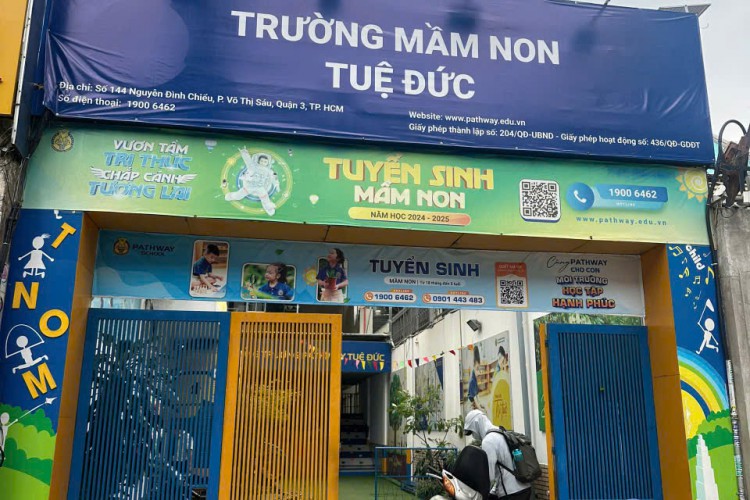 TRƯỜNG MẦM NON
TUỆ ĐỨC
Địa chỉ: Số 144 Nguyễn Đình Chiểu, P. Võ Thị Sáu, Quận 3, TP. HCM
Số điện thoại: 1900 6462
Website: www.pathway.edu.vn
Giấy phép thành lập số: 204/QĐ-UBND - Giấy phép hoạt động số: 436/QĐ-GDĐT
VƯƠN TẦM
TRI THỨC
CHẮP CÁNH
TƯƠNG LAI
TUYỂN SINH
MẦM NON
NĂM HỌC 2024 - 2025
1900 6462
www.pathway.edu.vn
PATHWAY
SCHOOL
TUYỂN SINH
MẦM NON
1900 6462
0901 443 483
Cùng PATHWAY
CHO CON
MÔI TRƯỜNG
HỌC TẬP
HẠNH PHÚC
TNOM
child
TUỆ ĐỨC